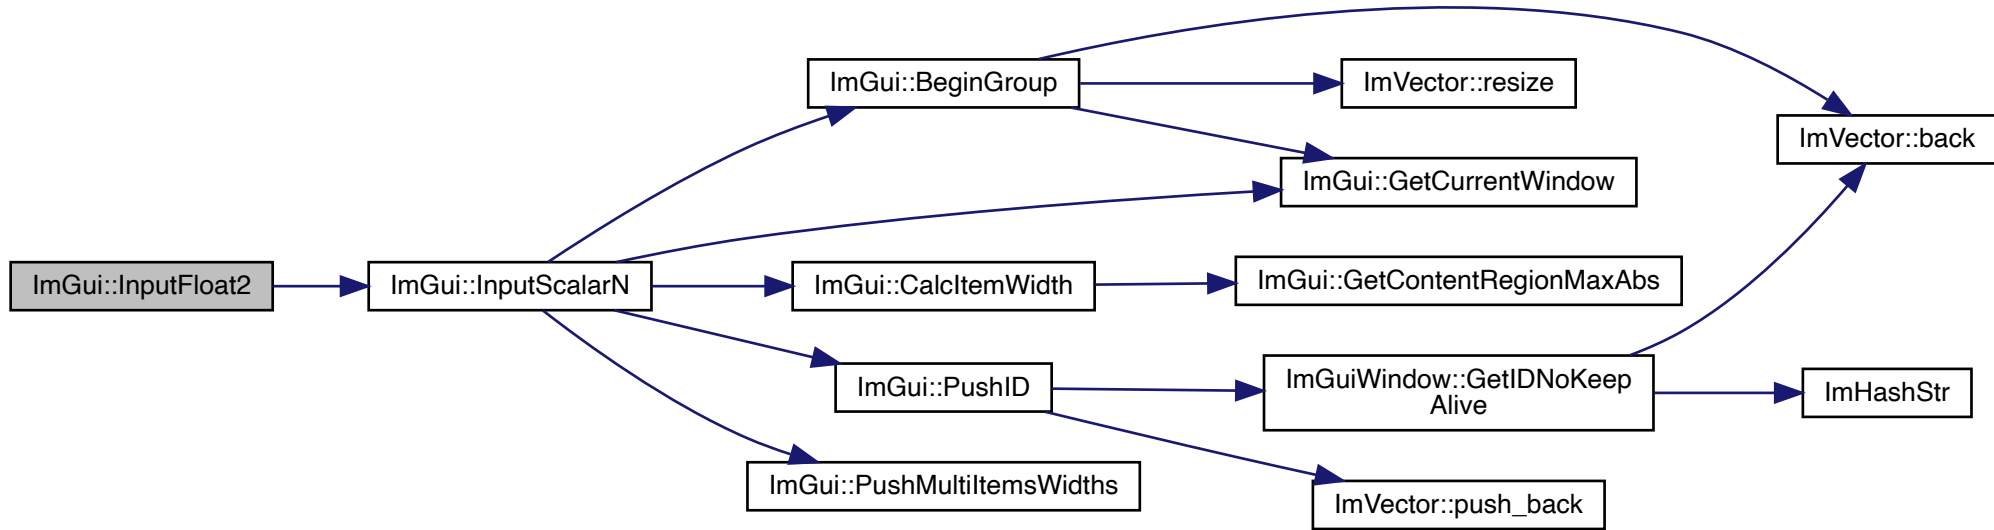 ImGui::InputFloat2
ImGui::InputScalarN
ImGui::BeginGroup
ImVector::resize
ImVector::back
ImGui::GetCurrentWindow
ImGui::CalcItemWidth
ImGui::GetContentRegionMaxAbs
ImGui::PushID
ImGuiWindow::GetIDNoKeep
Alive
ImHashStr
ImGui::PushMultiItemsWidths
ImVector::push_back